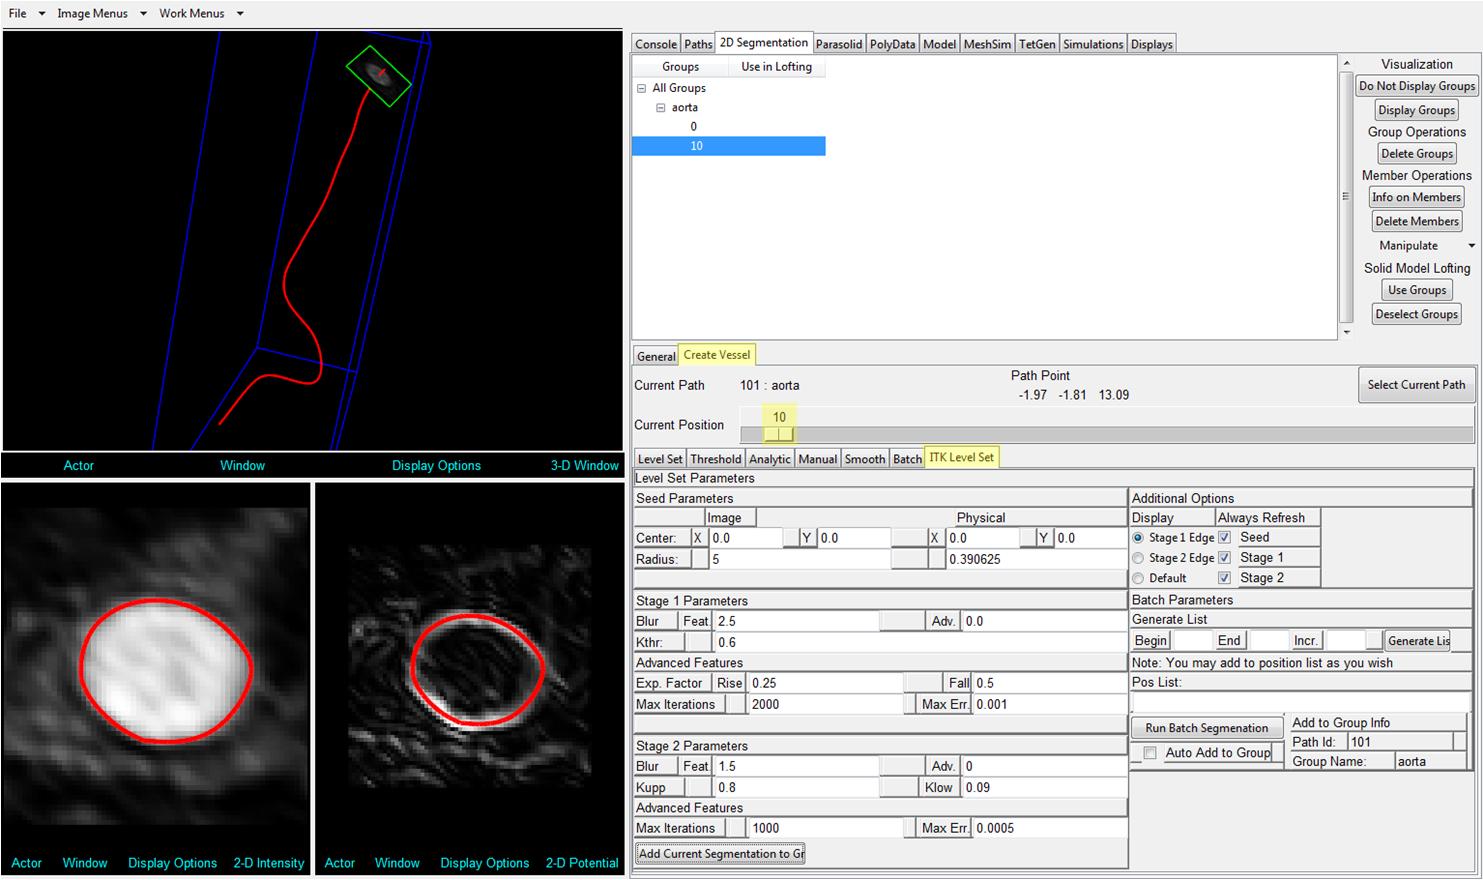 File Image Menus Work Menus
Console Paths 2D Segmentation Parasolid PolyData Model MeshSim TetGen Simulations Displays
Groups Use in Lofting
All Groups
aorta
0
10
Visualization
Do Not Display Groups
Display Groups
Group Operations
Delete Groups
Member Operations
Info on Members
Delete Members
Manipulate
Solid Model Lofting
Use Groups
Deselect Groups
Actor Window Display Options 3-D Window
General Create Vessel
Current Path 101 : aorta
Path Point
-1.97 -1.81 13.09
Select Current Path
Current Position 10
Level Set Threshold Analytic Manual Smooth Batch ITK Level Set
Level Set Parameters
Seed Parameters
Image Physical
Center: X 0.0 Y 0.0 X 0.0 Y 0.0
Radius: 5 0.390625
Stage 1 Parameters
Blur Feat. 2.5 Adv. 0.0
Kthr: 0.6
Advanced Features
Exp. Factor Rise 0.25 Fall 0.5
Max Iterations 2000 Max Err. 0.001
Stage 2 Parameters
Blur Feat. 1.5 Adv. 0
Kupp 0.8 Klow 0.09
Advanced Features
Max Iterations 1000 Max Err. 0.0005
Add Current Segmentation to Gr
Additional Options
Display Always Refresh
Stage 1 Edge Seed
Stage 2 Edge Stage 1
Default Stage 2
Batch Parameters
Generate List
Begin End Incr. Generate Lis
Note: You may add to position list as you wish
Pos List:
Run Batch Segmenation
Auto Add to Group
Add to Group Info
Path Id: 101
Group Name: aorta
Actor Window Display Options 2-D Intensity
Actor Window Display Options 2-D Potential